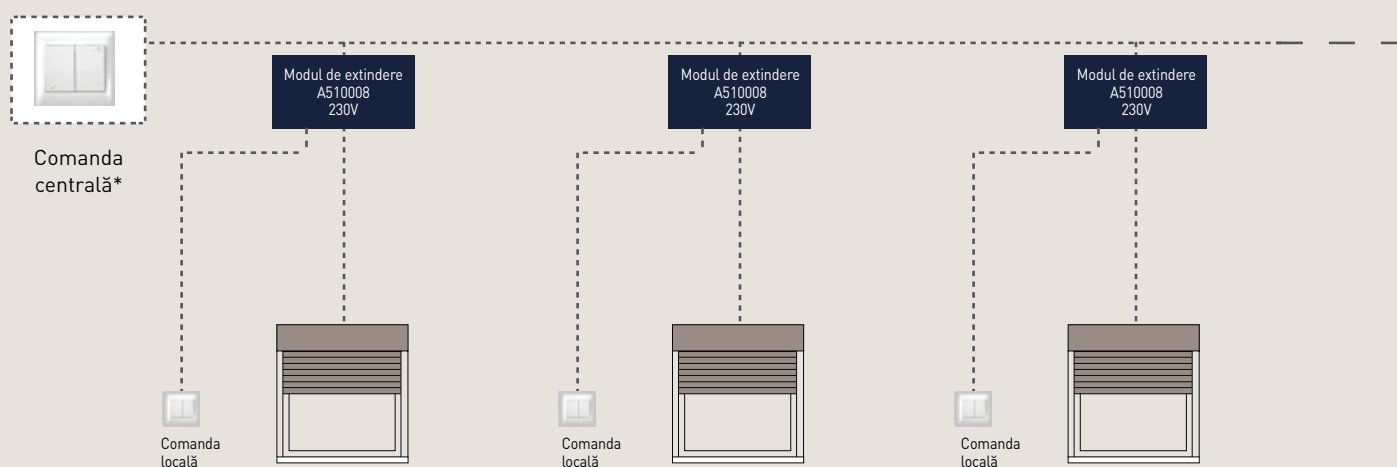 Modul de extindere
A510008
230V
Modul de extindere
A510008
230V
Modul de extindere
A510008
230V
Comanda
centrală*
Comanda
locală
Comanda
locală
Comanda
locală